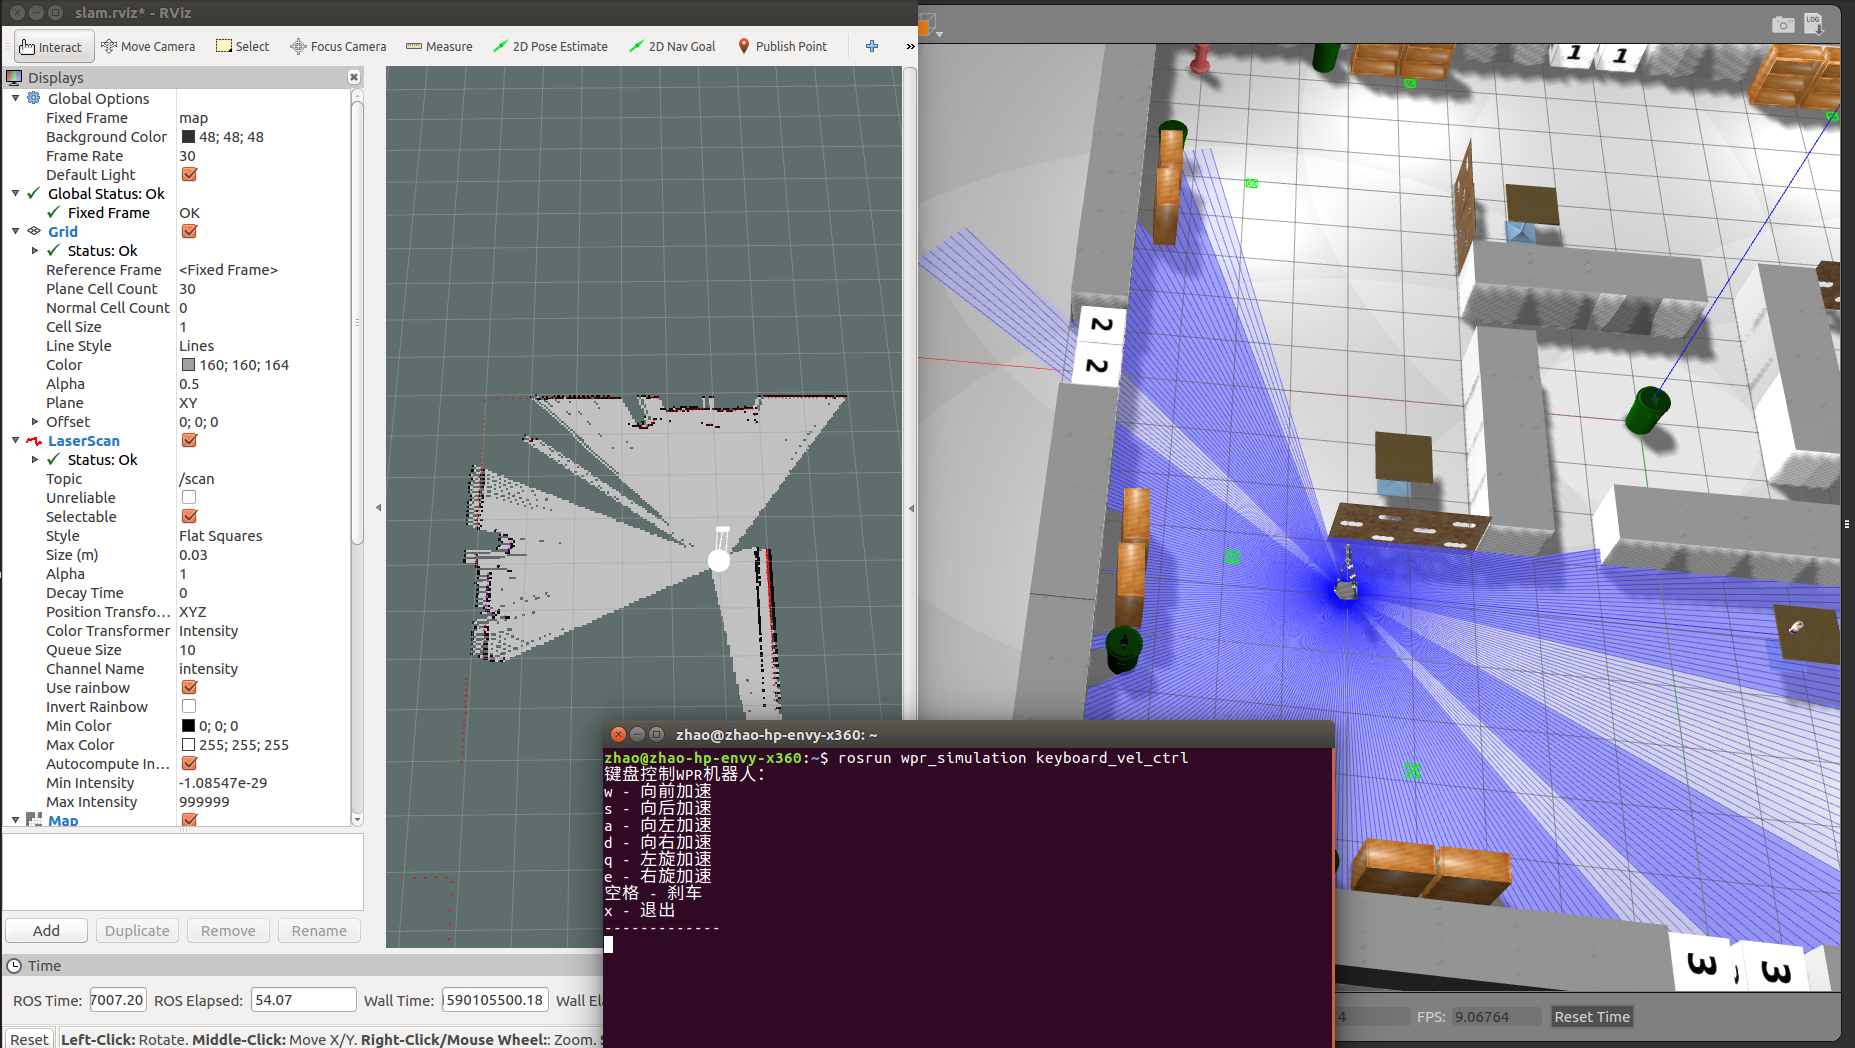 slam.rviz* - RViz
Interact Move Camera Select Focus Camera Measure 2D Pose Estimate 2D Nav Goal Publish Point »
Displays
Global Options
Fixed Frame map
Background Color 48; 48; 48
Frame Rate 30
Default Light
Global Status: Ok
Fixed Frame OK
Grid
Status: Ok
Reference Frame <Fixed Frame>
Plane Cell Count 30
Normal Cell Count 0
Cell Size 1
Line Style Lines
Color 160; 160; 164
Alpha 0.5
Plane XY
Offset 0; 0; 0
LaserScan
Status: Ok
Topic /scan
Unreliable
Selectable
Style Flat Squares
Size (m) 0.03
Alpha 1
Decay Time 0
Position Transfo... XYZ
Color Transformer Intensity
Queue Size 10
Channel Name intensity
Use rainbow
Invert Rainbow
Min Color 0; 0; 0
Max Color 255; 255; 255
Autocompute In...
Min Intensity -1.08547e-29
Max Intensity 999999
Map
Add Duplicate Remove Rename
Time
ROS Time: 7007.20 ROS Elapsed: 54.07 Wall Time: 590105500.18 Wall El
Reset Left-Click: Rotate. Middle-Click: Move X/Y. Right-Click/Mouse Wheel:: Zoom.
LOG
1 1
2
2
3 3
zhao@zhao-hp-envy-x360: ~
zhao@zhao-hp-envy-x360:~$ rosrun wpr_simulation keyboard_vel_ctrl
键盘控制WPR机器人:
w - 向前加速
s - 向后加速
a - 向左加速
d - 向右加速
q - 左旋加速
e - 右旋加速
空格 - 刹车
x - 退出
-------------
4 FPS: 9.06764 Reset Time